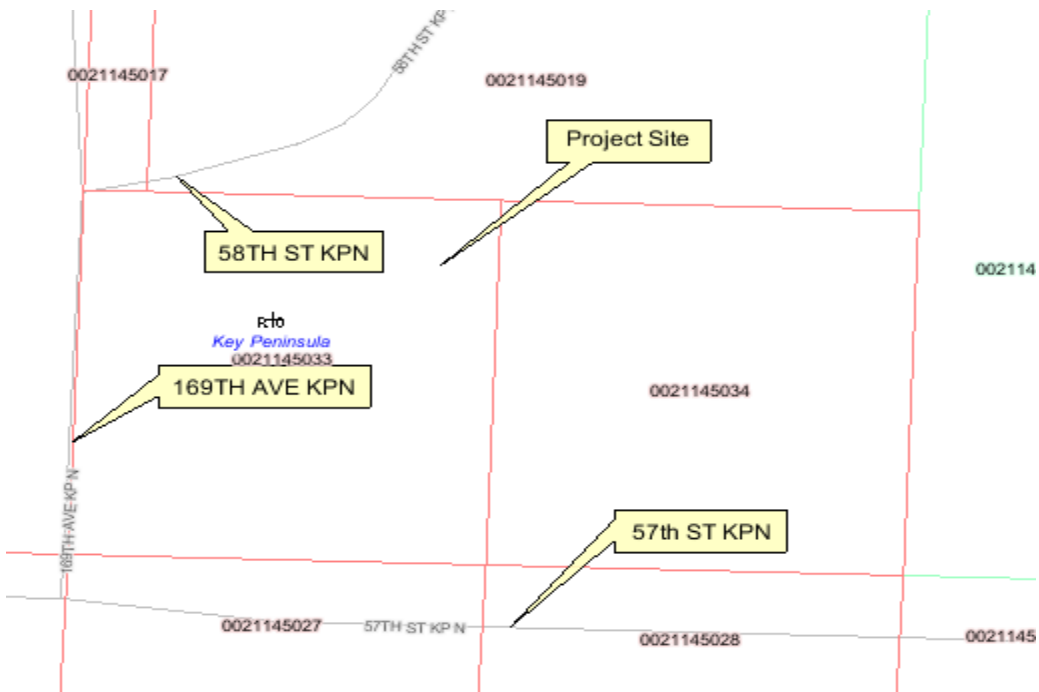 58TH ST KP
0021145017
0021145019
Project Site
58TH ST KPN
002114
R10
Key Peninsula
0021145033
169TH AVE KPN
0021145034
169TH AVE KP N
57th ST KPN
0021145027
57TH ST KP N
0021145028
0021145